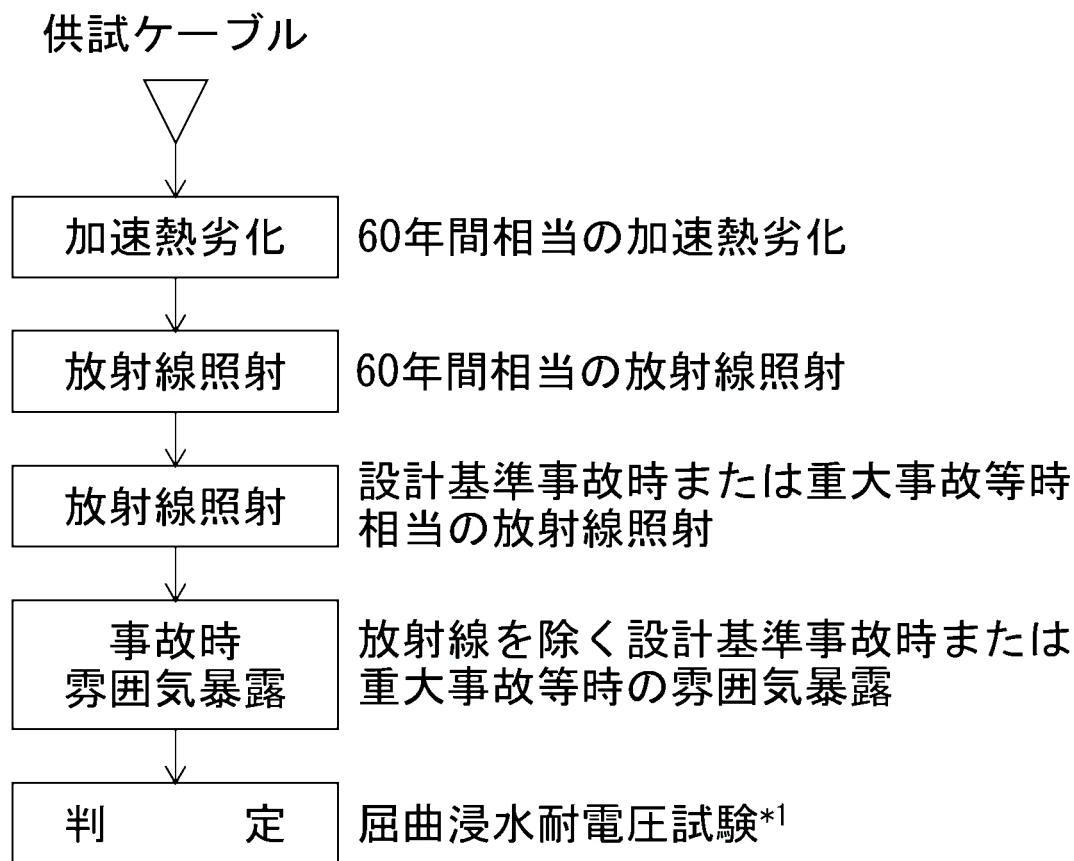 供試ケーブル
加速熱劣化
60年間相当の加速熱劣化
放射線照射
60年間相当の放射線照射
放射線照射
設計基準事故時または重大事故等時
相当の放射線照射
事故時
雰囲気暴露
放射線を除く設計基準事故時または
重大事故等時の雰囲気暴露
判　　　定
屈曲浸水耐電圧試験*1